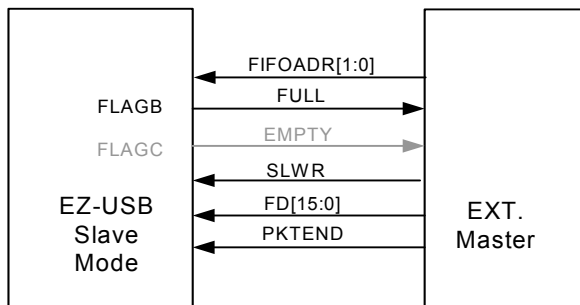 FIFOADR[1:0]
FLAGB
FULL
FLAGC
EMPTY
SLWR
FD[15:0]
PKTEND
EZ-USB
Slave
Mode
EXT.
Master